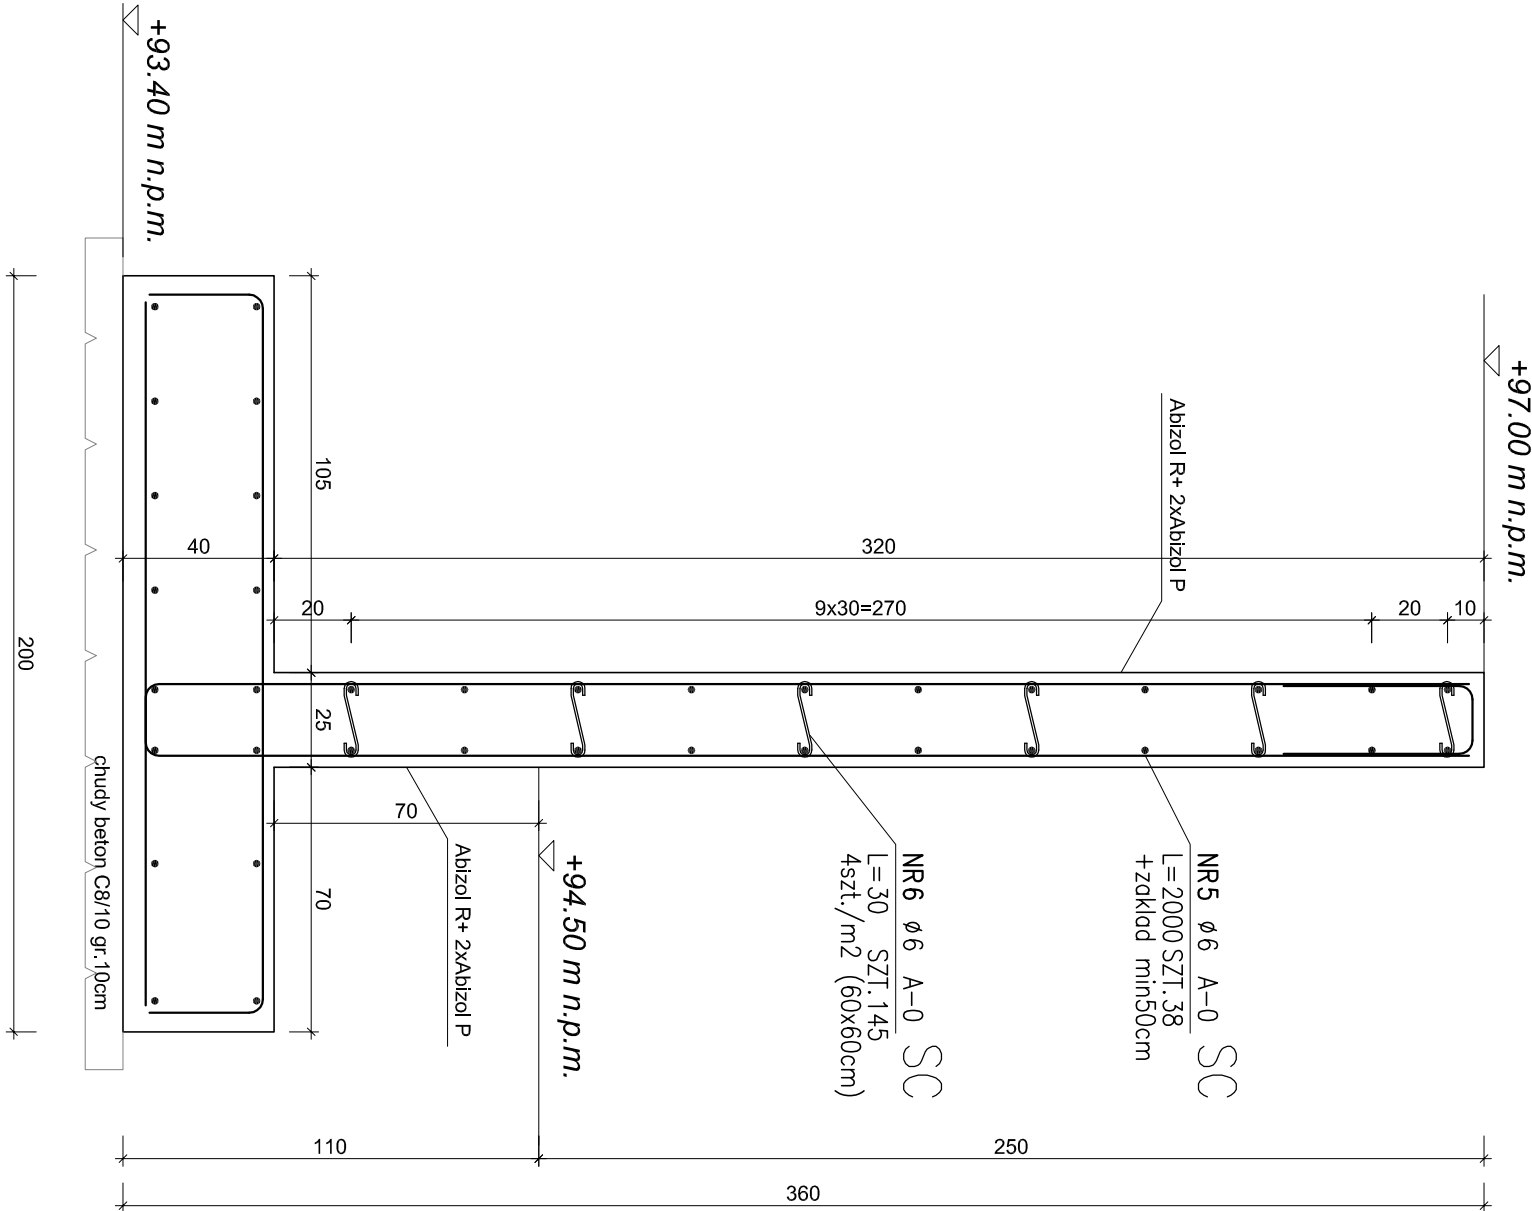 +93.40 m n.p.m.
+97.00 m n.p.m.
Abizol R+ 2xAbizol P
105
40
320
20
9x30=270
20
10
200
25
70
70
chudy beton C8/10 gr.10cm
Abizol R+ 2xAbizol P
+94.50 m n.p.m.
NR6 ø6 A-0 SC
L=30 SZT.145
4szt./m2 (60x60cm)
NR5 ø6 A-0 SC
L=2000 SZT.38
+zaklad min50cm
110
250
360